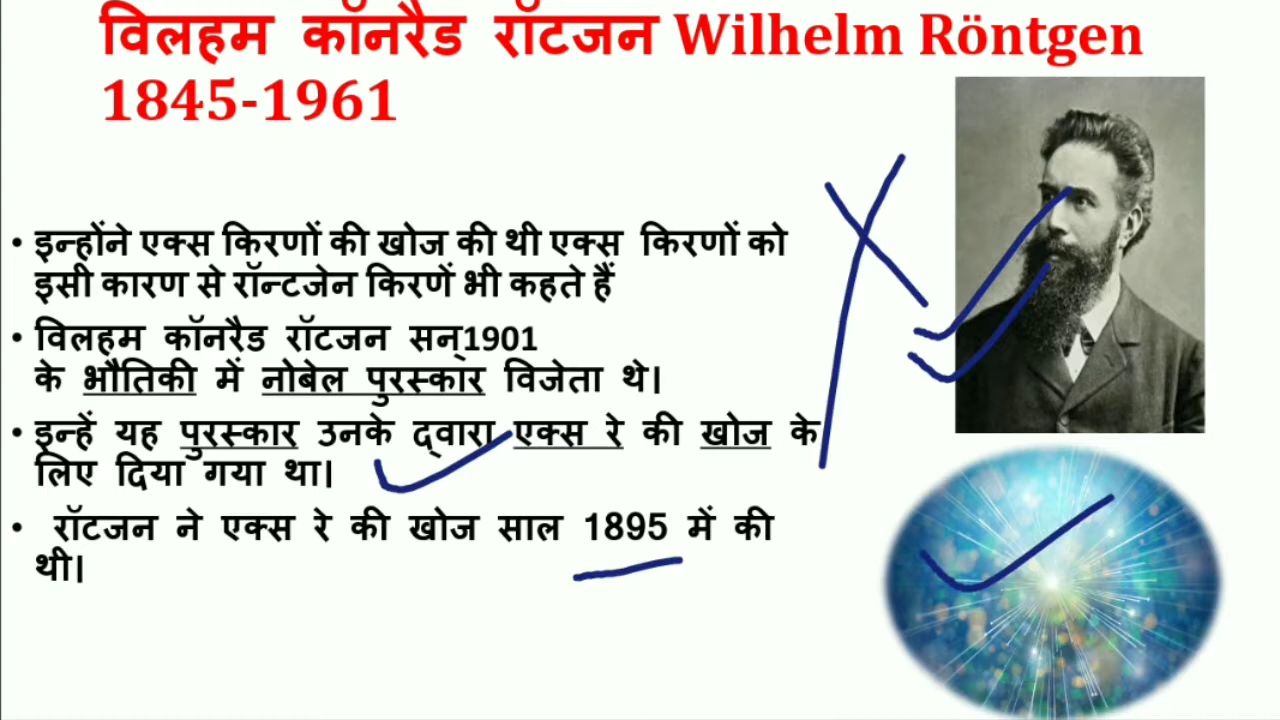 विलहम कॉनरैड रॉटजन Wilhelm Röntgen
1845-1961
• इन्होंने एक्स किरणों की खोज की थी एक्स किरणों को
इसी कारण से रॉन्टजेन किरणें भी कहते हैं
• विलहम कॉनरैड रॉटजन सन्1901
के भौतिकी में नोबेल पुरस्कार विजेता थे।
• इन्हें यह पुरस्कार उनके द्वारा एक्स रे की खोज के
लिए दिया गया था।
• रॉटजन ने एक्स रे की खोज साल 1895 में की
थी।